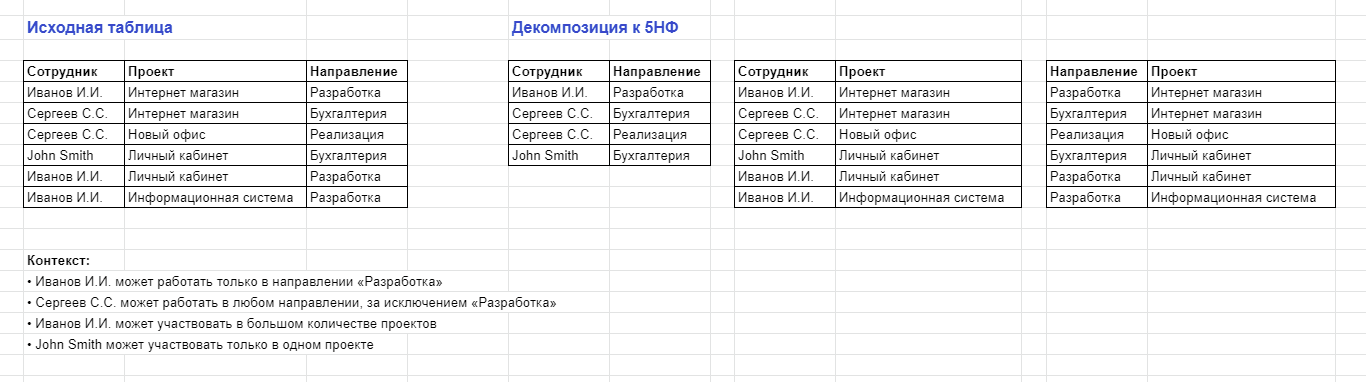 Исходная таблица
Сотрудник Проект Направление
Иванов И.И. Интернет магазин Разработка
Сергеев С.С. Интернет магазин Бухгалтерия
Сергеев С.С. Новый офис Реализация
John Smith Личный кабинет Бухгалтерия
Иванов И.И. Личный кабинет Разработка
Иванов И.И. Информационная система Разработка
Декомпозиция к 5НФ
Сотрудник Направление
Иванов И.И. Разработка
Сергеев С.С. Бухгалтерия
Сергеев С.С. Реализация
John Smith Бухгалтерия
Сотрудник Проект
Иванов И.И. Интернет магазин
Сергеев С.С. Интернет магазин
Сергеев С.С. Новый офис
John Smith Личный кабинет
Иванов И.И. Личный кабинет
Иванов И.И. Информационная система
Направление Проект
Разработка Интернет магазин
Бухгалтерия Интернет магазин
Реализация Новый офис
Бухгалтерия Личный кабинет
Разработка Личный кабинет
Разработка Информационная система
Контекст:
• Иванов И.И. может работать только в направлении «Разработка»
• Сергеев С.С. может работать в любом направлении, за исключением «Разработка»
• Иванов И.И. может участвовать в большом количестве проектов
• John Smith может участвовать только в одном проекте